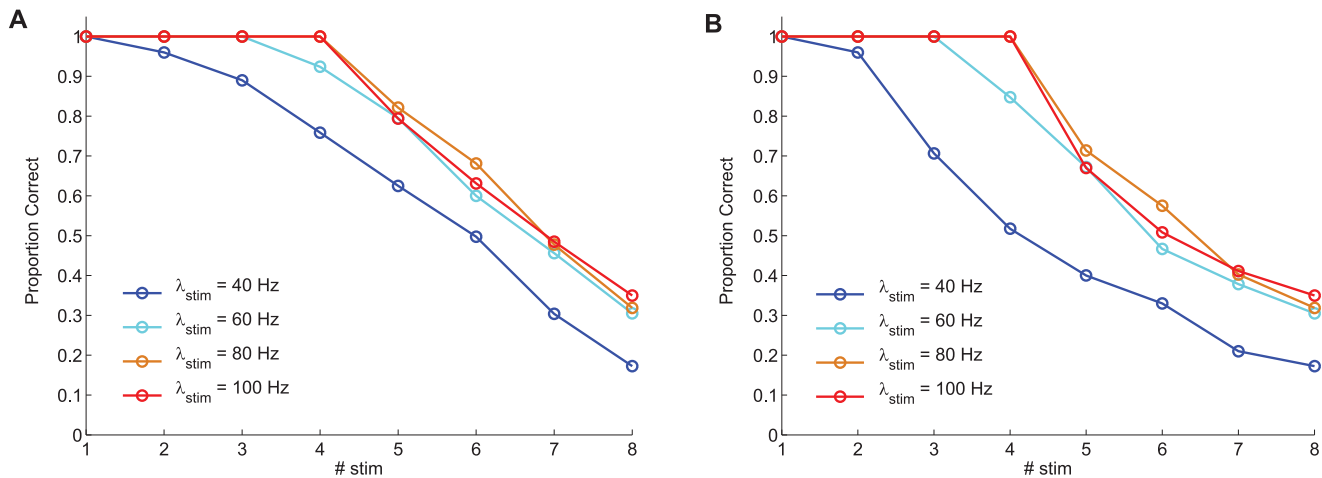 A
Proportion Correct
1
0.9
0.8
0.7
0.6
0.5
0.4
0.3
0.2
0.1
0
λstim = 40 Hz
λstim = 60 Hz
λstim = 80 Hz
λstim = 100 Hz
1 2 3 4 5 6 7 8
# stim
B
Proportion Correct
1
0.9
0.8
0.7
0.6
0.5
0.4
0.3
0.2
0.1
0
λstim = 40 Hz
λstim = 60 Hz
λstim = 80 Hz
λstim = 100 Hz
1 2 3 4 5 6 7 8
# stim